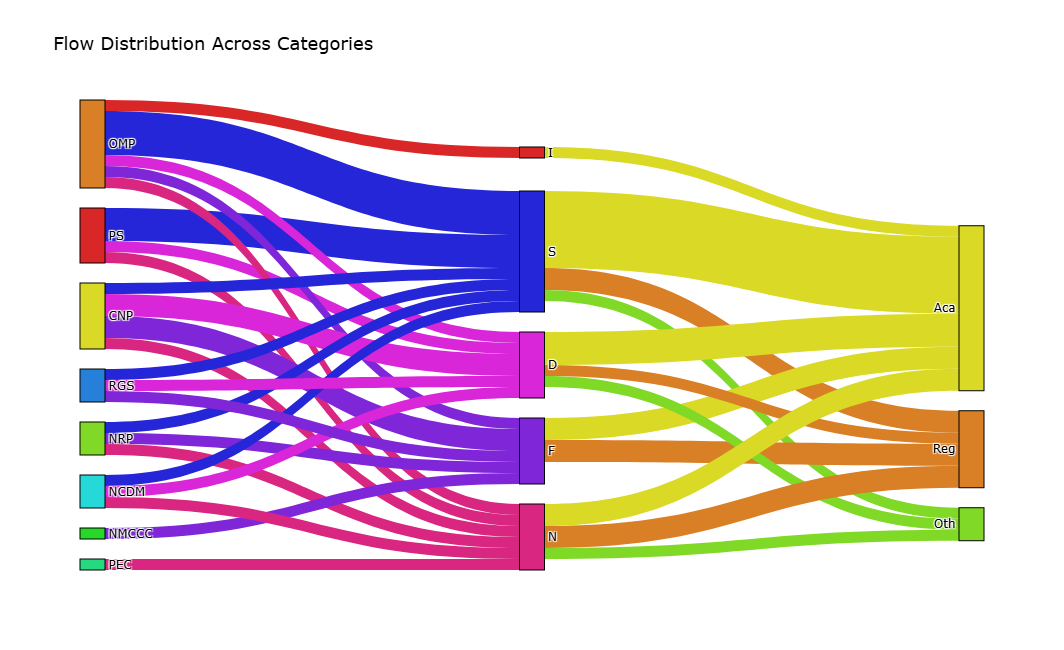 Flow Distribution Across Categories
OMP
PS
CNP
RGS
NRP
NCDM
NMCCC
PEC
I
S
D
F
N
Aca
Reg
Oth